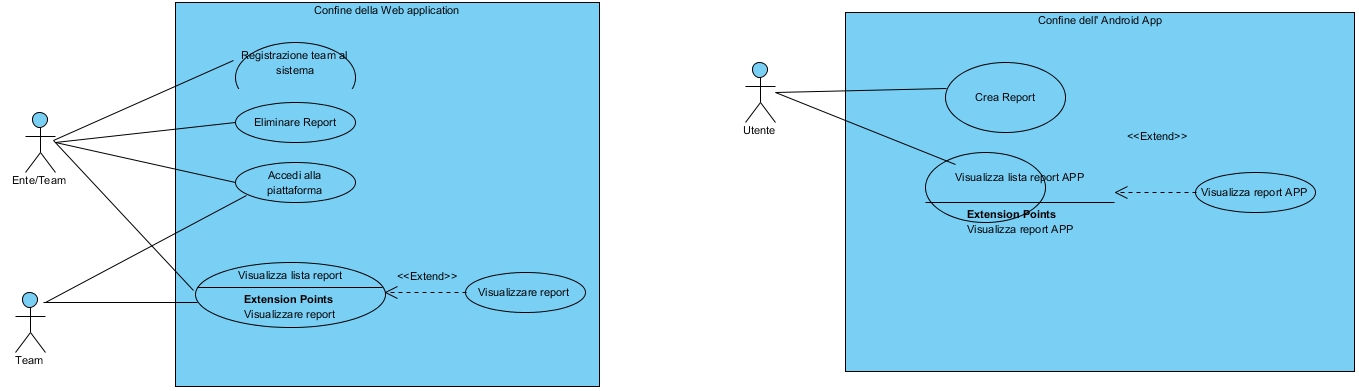 Confine della Web application
Registrazione team al
sistema
Eliminare Report
Accedi alla
piattaforma
Ente/Team
Visualizza lista report
<<Extend>>
Extension Points
Visualizzare report
Visualizzare report
Team
Confine dell' Android App
Crea Report
Utente
<<Extend>>
Visualizza lista report APP
Visualizza report APP
Extension Points
Visualizza report APP